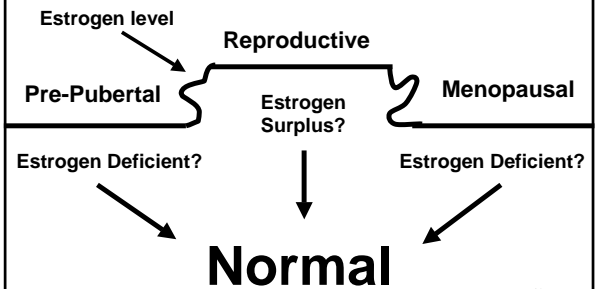 Estrogen level
Reproductive
Pre-Pubertal
Menopausal
Estrogen
Surplus?
Estrogen Deficient?
Estrogen Deficient?
Normal